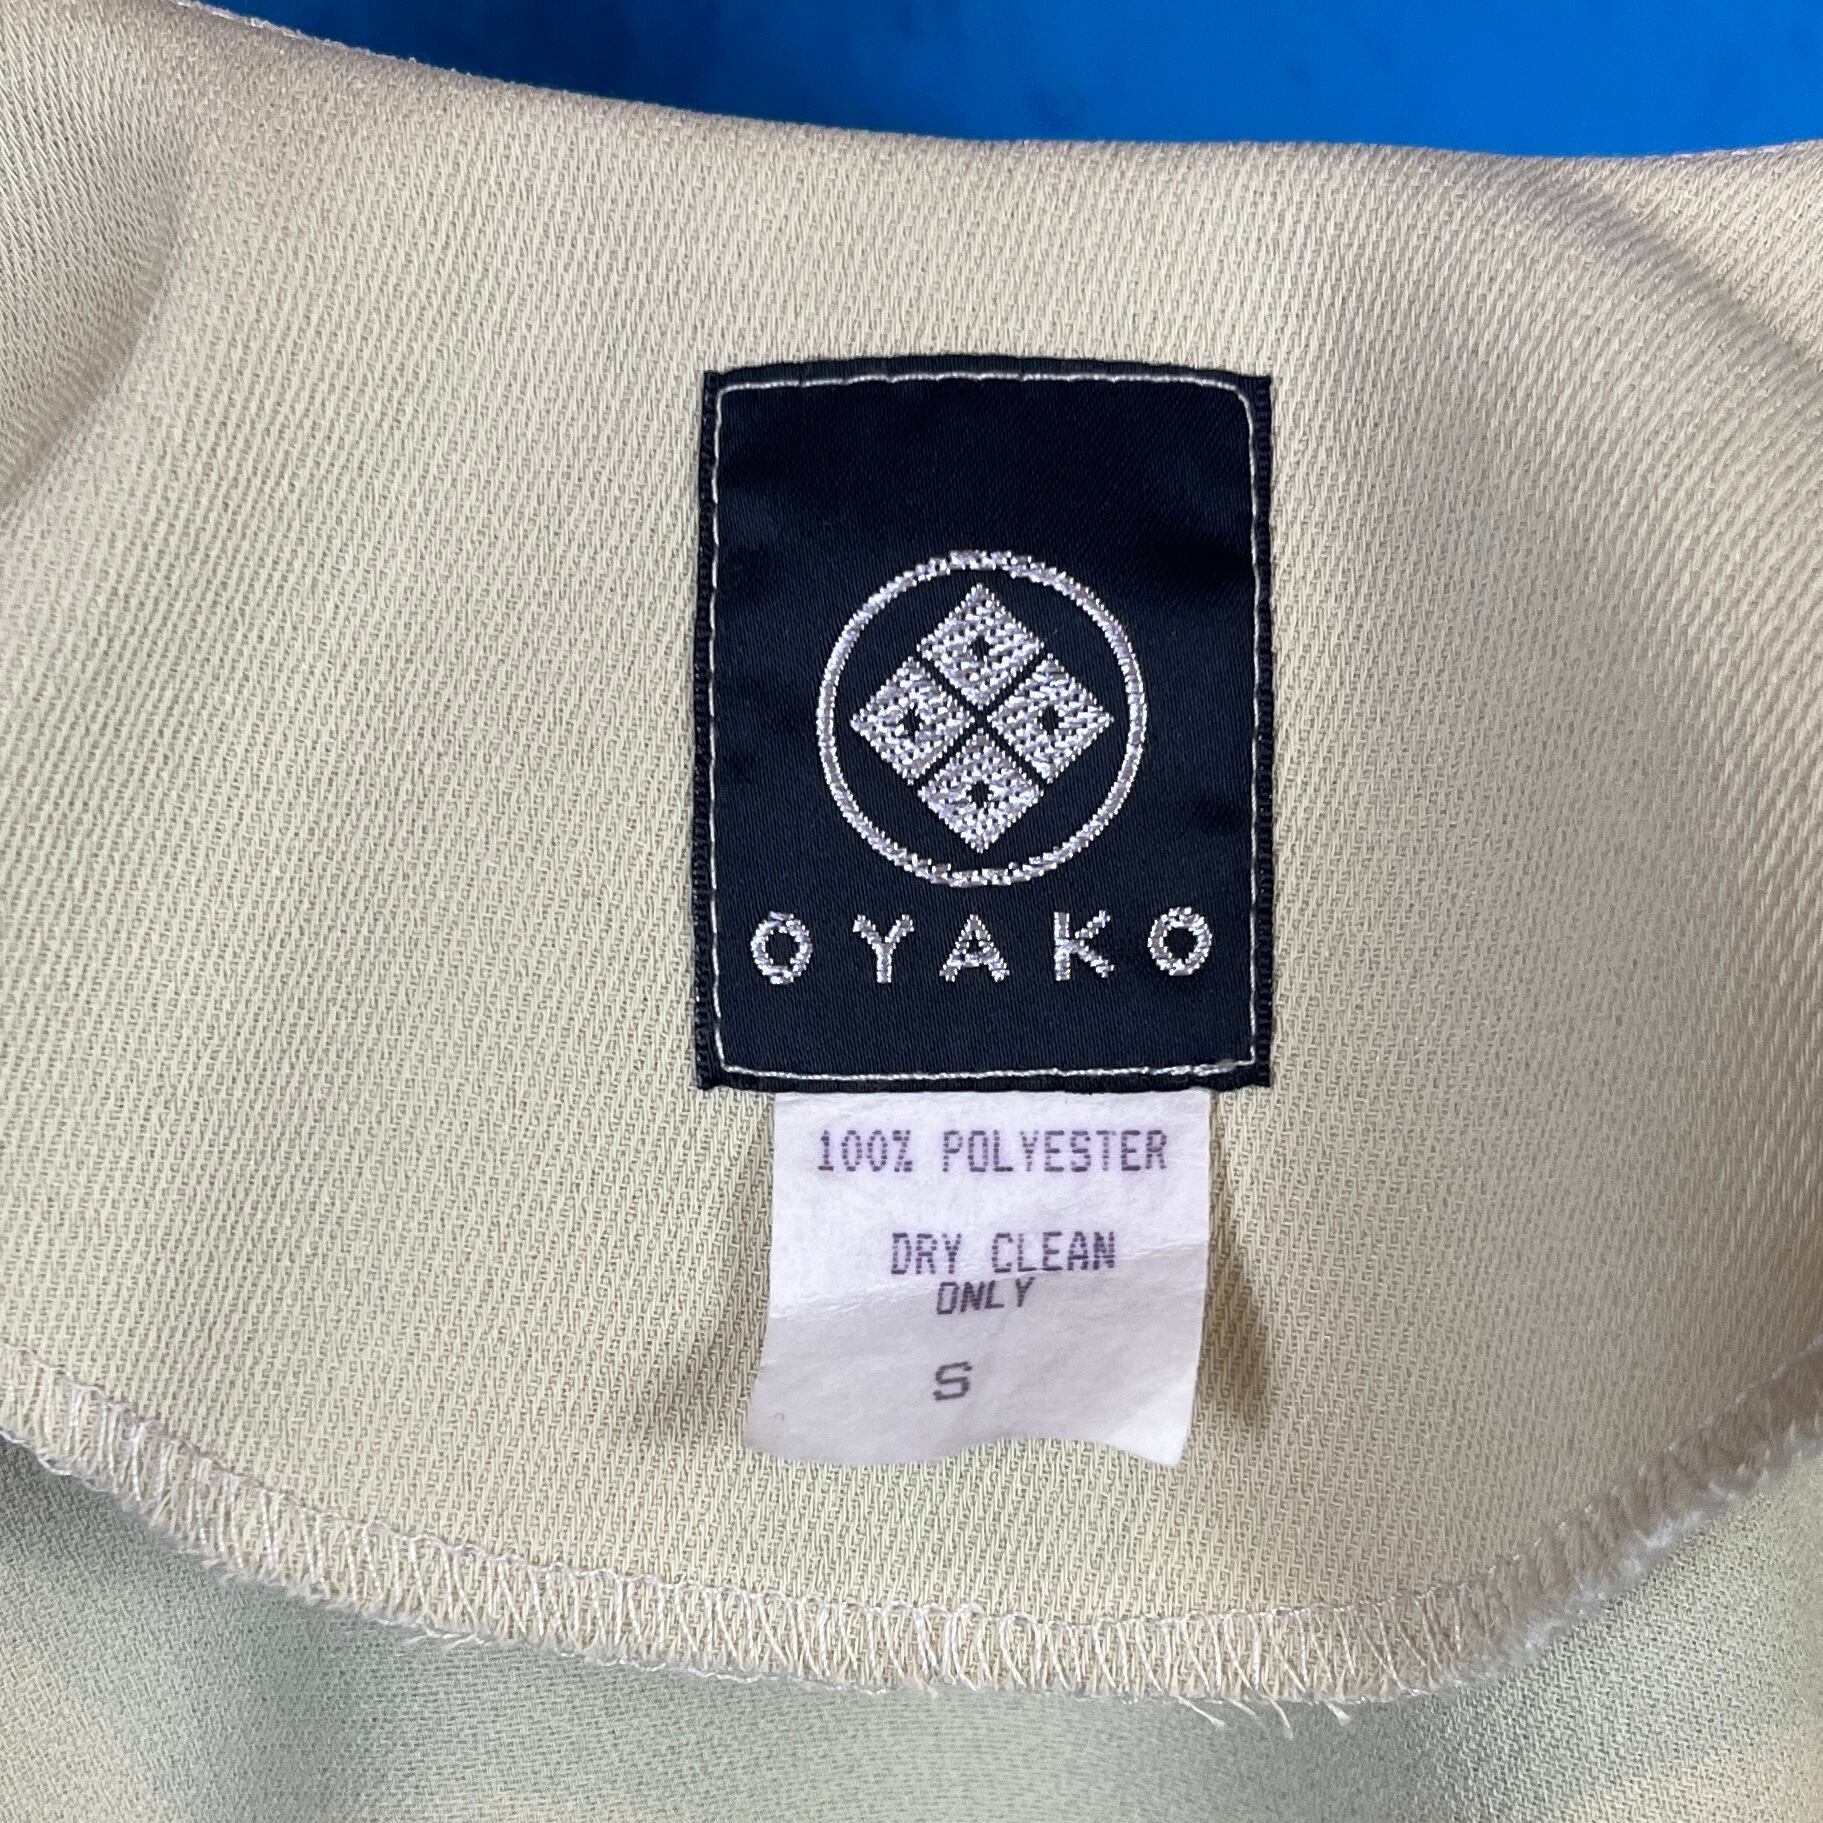 OYAKO
100% POLYESTER
DRY CLEAN
ONLY
S